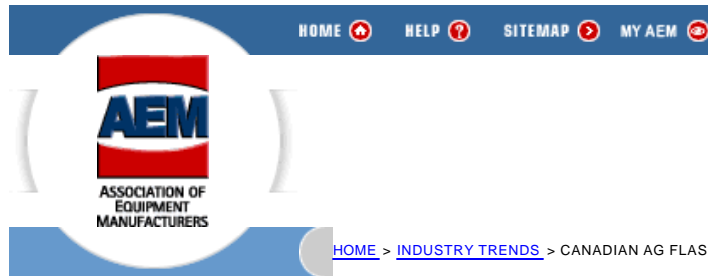 HOME HELP SITEMAP MY AEM
AEM
ASSOCIATION OF
EQUIPMENT
MANUFACTURERS
HOME > INDUSTRY TRENDS > CANADIAN AG FLAS